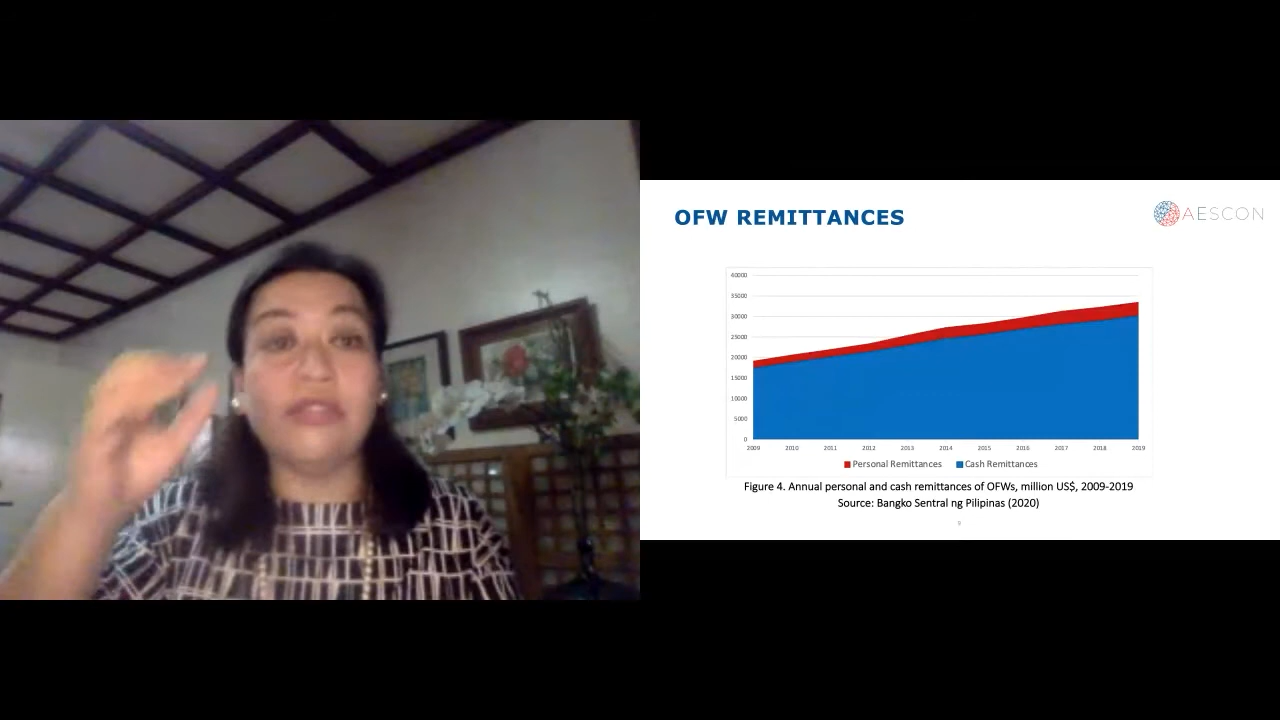 OFW REMITTANCES
AESCON
40000
35000
30000
25000
20000
15000
10000
5000
0
2009 2010 2011 2012 2013 2014 2015 2016 2017 2018 2019
Personal Remittances Cash Remittances
Figure 4. Annual personal and cash remittances of OFWs, million US$, 2009-2019
Source: Bangko Sentral ng Pilipinas (2020)